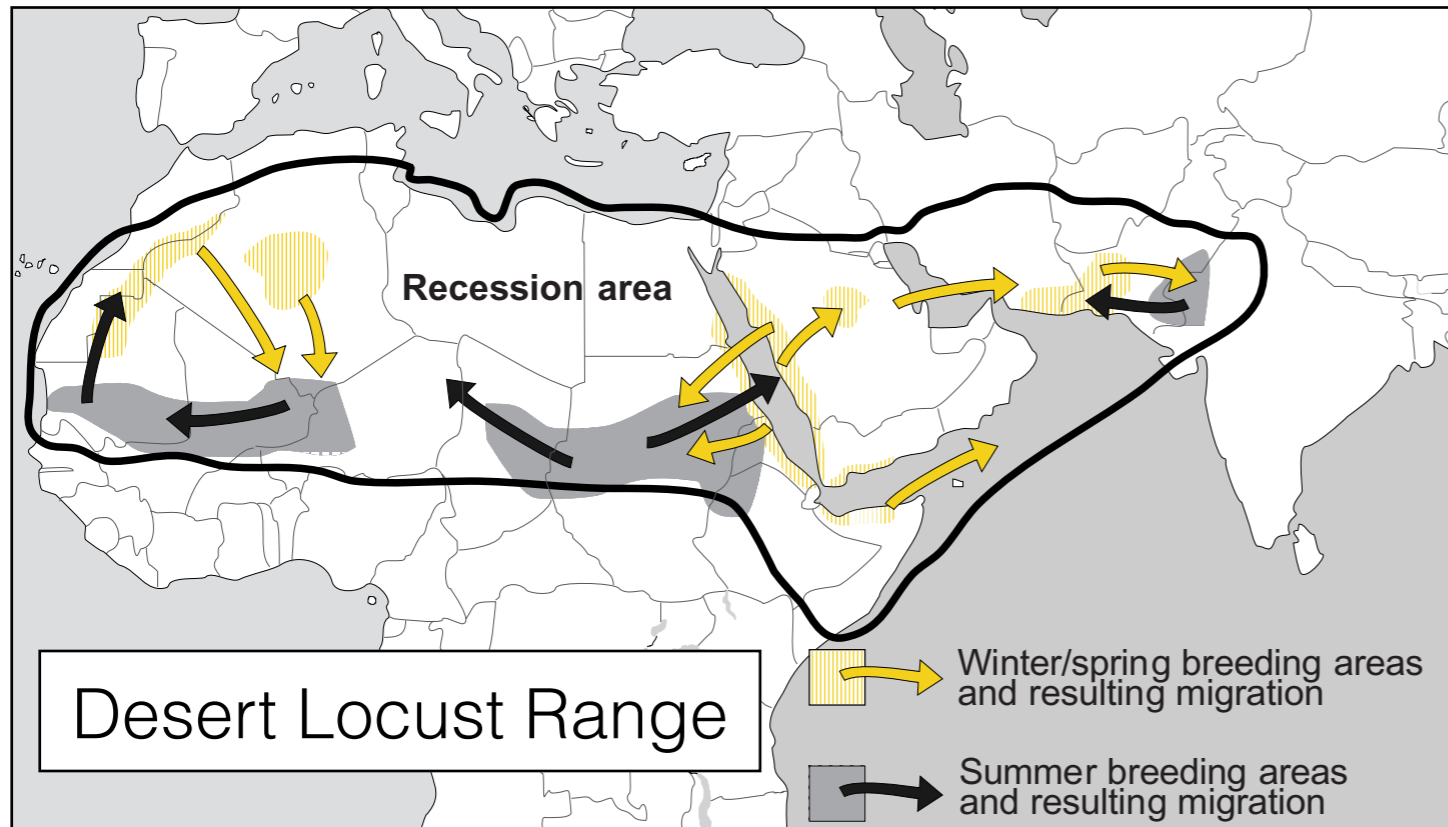 Recession area
Desert Locust Range
Winter/spring breeding areas
and resulting migration
Summer breeding areas
and resulting migration